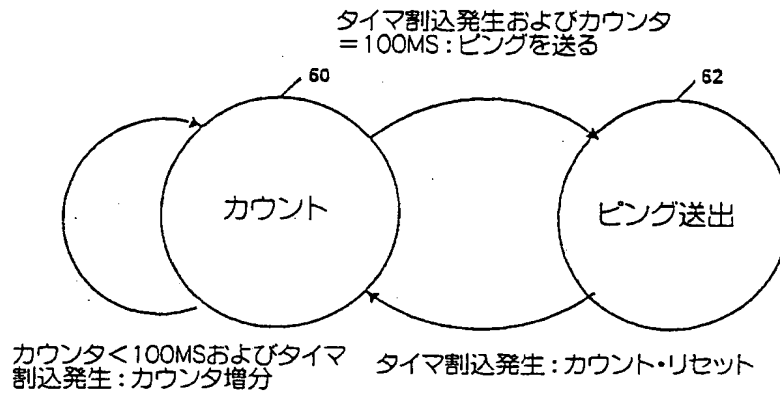 タイマ割込発生およびカウンタ
=100MS:ピングを送る
60
62
カウント
ピング送出
カウンタ<100MSおよびタイマ
割込発生:カウンタ増分
タイマ割込発生:カウント・リセット